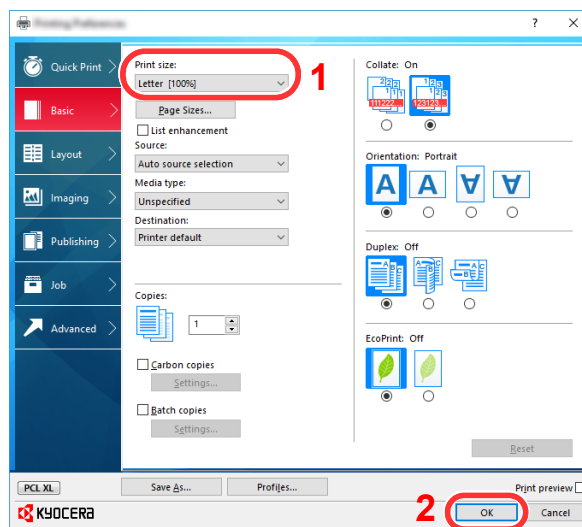 ?
Quick Print
Basic
Layout
Imaging
Publishing
Job
Advanced
Print size:
Letter [100%]
1
Page Sizes...
List enhancement
Source:
Auto source selection
Media type:
Unspecified
Destination:
Printer default
Copies:
1
Carbon copies
Settings...
Batch copies
Settings...
Collate: On
111222 123123
Orientation: Portrait
A A A A
Duplex: Off
EcoPrint: Off
Reset
PCL XL
Save As...
Profiles...
Print preview
KYOCERA
2
OK
Cancel